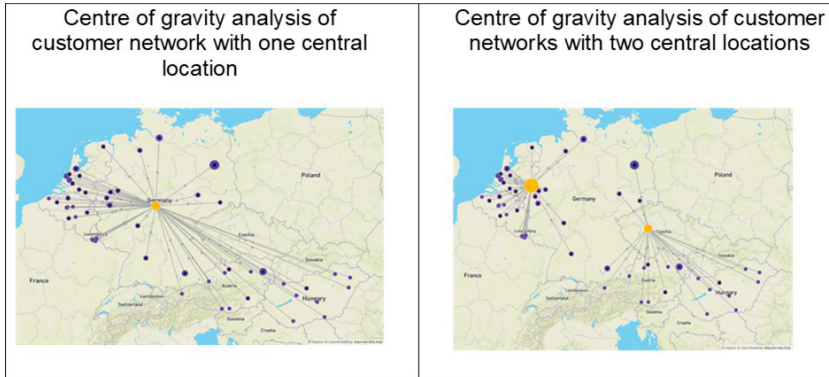 Centre of gravity analysis of
customer network with one central
location
Centre of gravity analysis of customer
networks with two central locations
Germany
Poland
Luxembourg
Czechia
Slovakia
France
Austria
Liechtenstein
Switzerland
Hungary
Slovenia
Croatia
Poland
Germany
Luxembourg
Czechia
Slovakia
France
Austria
Liechtenstein
Switzerland
Hungary
Slovenia
Croatia